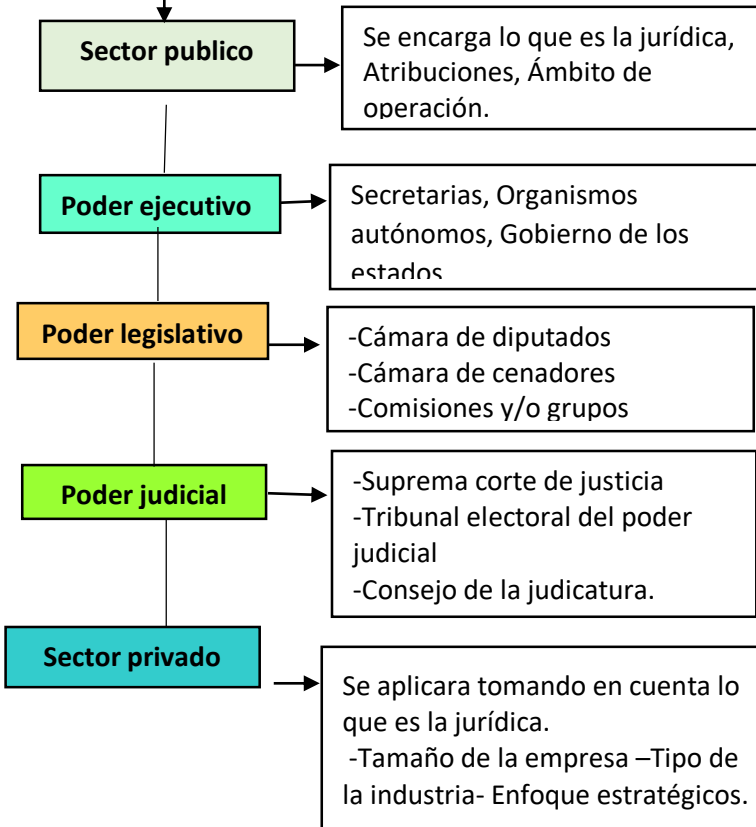 Sector publico
Se encarga lo que es la jurídica,
Atribuciones, Ámbito de
operación.
Poder ejecutivo
Secretarias, Organismos
autónomos, Gobierno de los
estados
Poder legislativo
-Cámara de diputados
-Cámara de cenadores
-Comisiones y/o grupos
Poder judicial
-Suprema corte de justicia
-Tribunal electoral del poder
judicial
-Consejo de la judicatura.
Sector privado
Se aplicara tomando en cuenta lo
que es la jurídica.
-Tamaño de la empresa –Tipo de
la industria- Enfoque estratégicos.